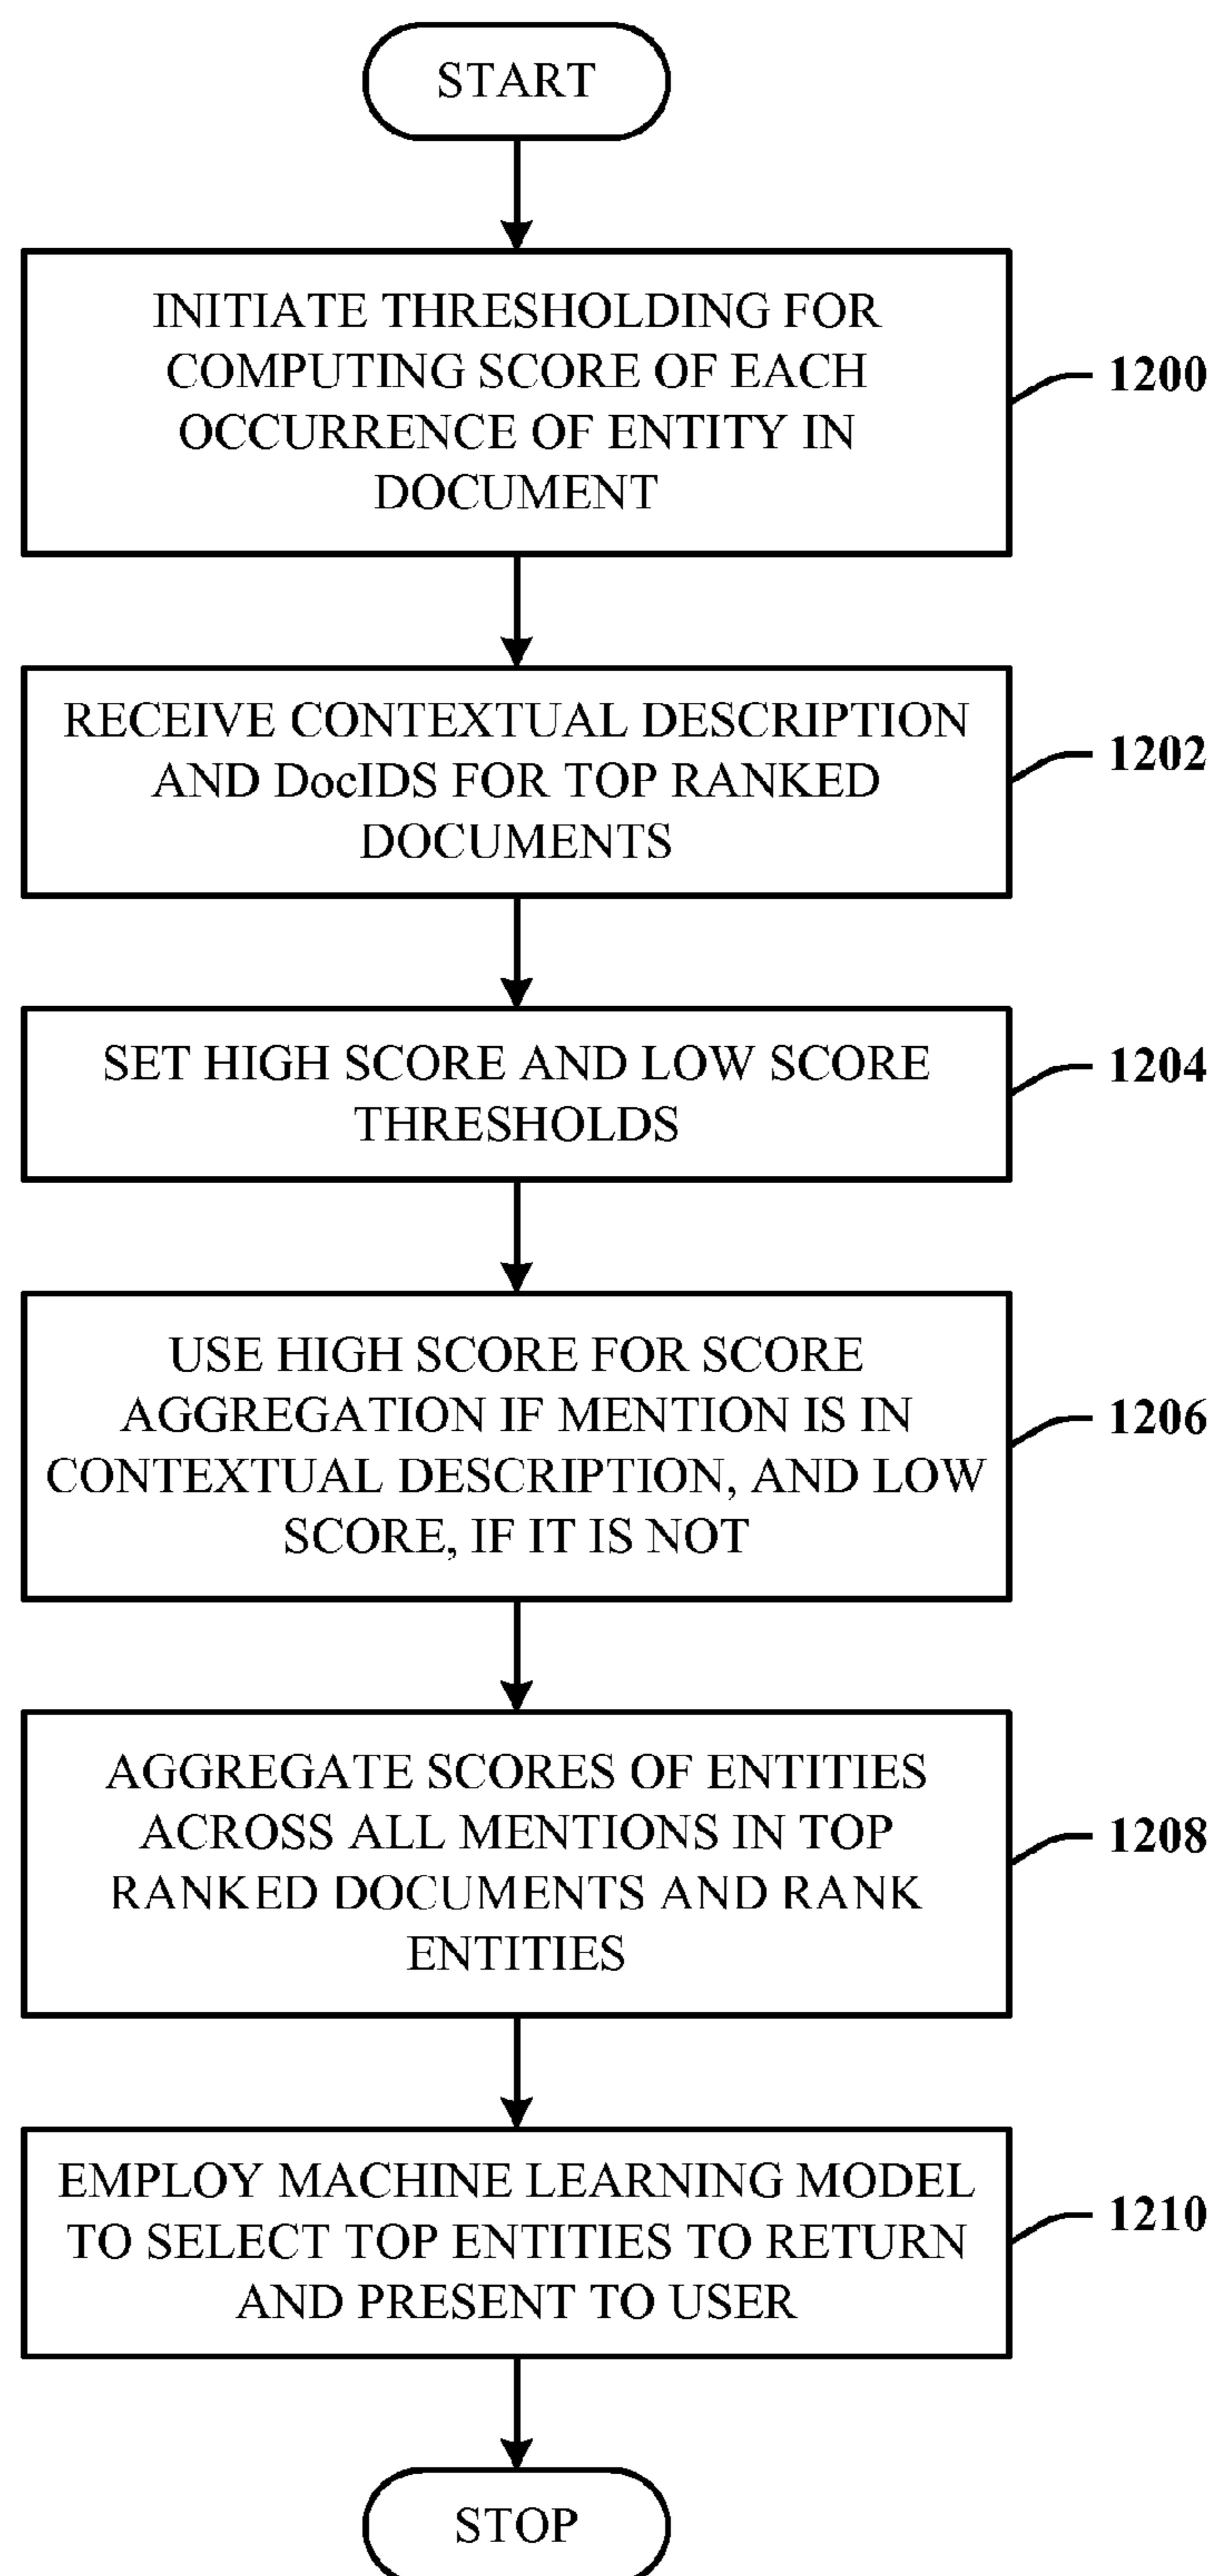 START
INITIATE THRESHOLDING FOR
COMPUTING SCORE OF EACH
OCCURRENCE OF ENTITY IN
DOCUMENT
1200
RECEIVE CONTEXTUAL DESCRIPTION
AND DocIDS FOR TOP RANKED
DOCUMENTS
1202
SET HIGH SCORE AND LOW SCORE
THRESHOLDS
1204
USE HIGH SCORE FOR SCORE
AGGREGATION IF MENTION IS IN
CONTEXTUAL DESCRIPTION, AND LOW
SCORE, IF IT IS NOT
1206
AGGREGATE SCORES OF ENTITIES
ACROSS ALL MENTIONS IN TOP
RANKED DOCUMENTS AND RANK
ENTITIES
1208
EMPLOY MACHINE LEARNING MODEL
TO SELECT TOP ENTITIES TO RETURN
AND PRESENT TO USER
1210
STOP